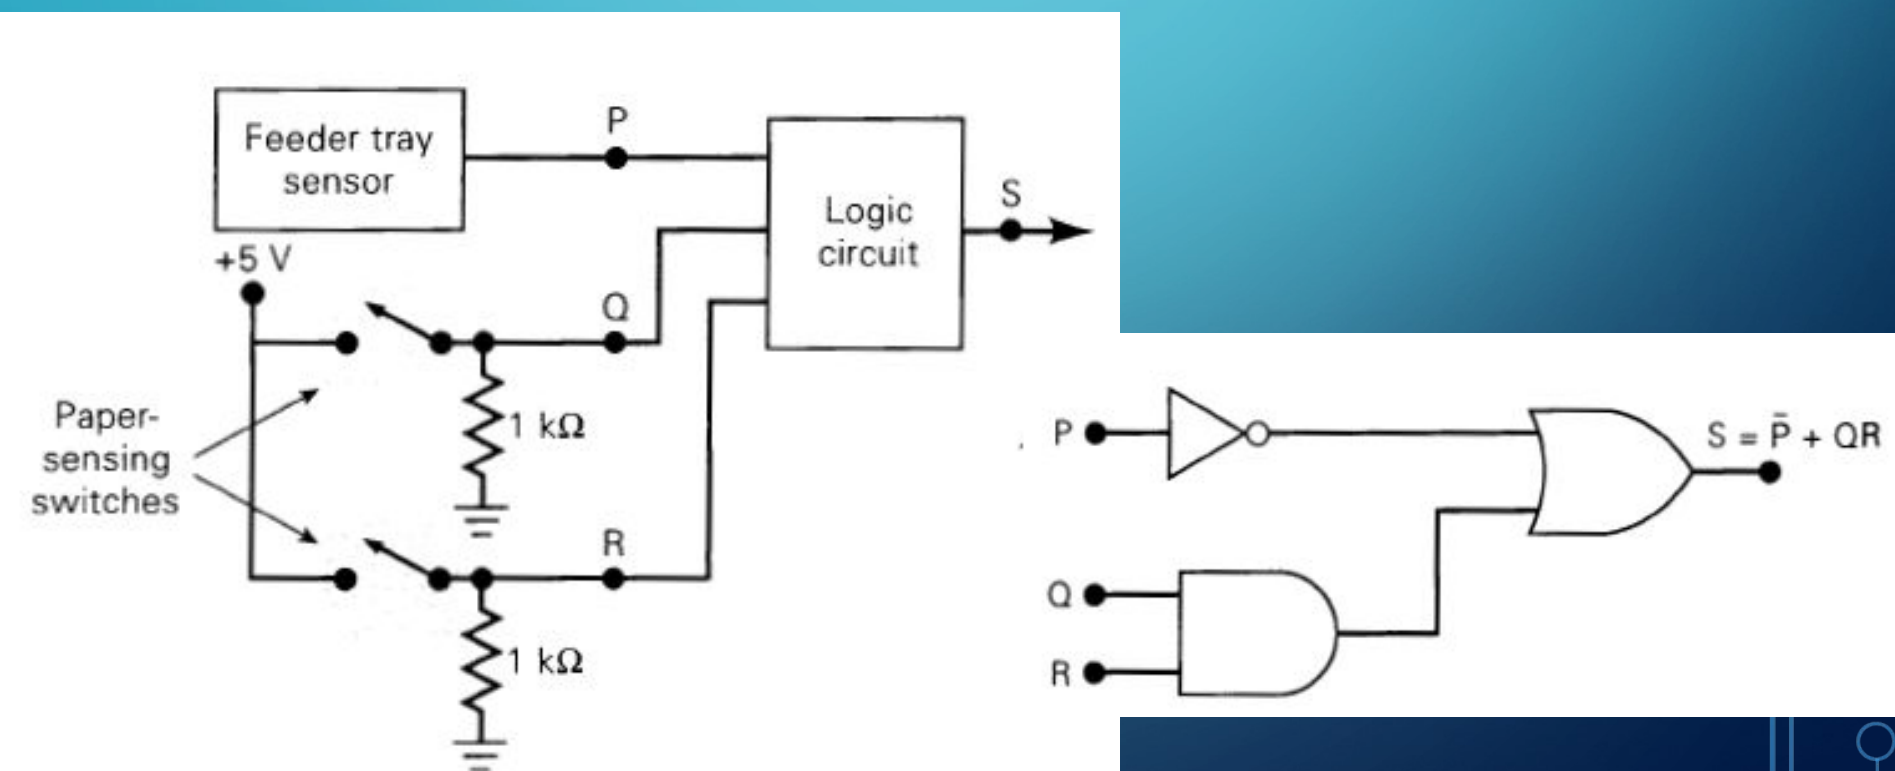 Feeder tray
sensor
P
Logic
circuit
S
+5 V
Q
1 kΩ
Paper-
sensing
switches
R
1 kΩ
P
S = P̄ + QR
Q
R